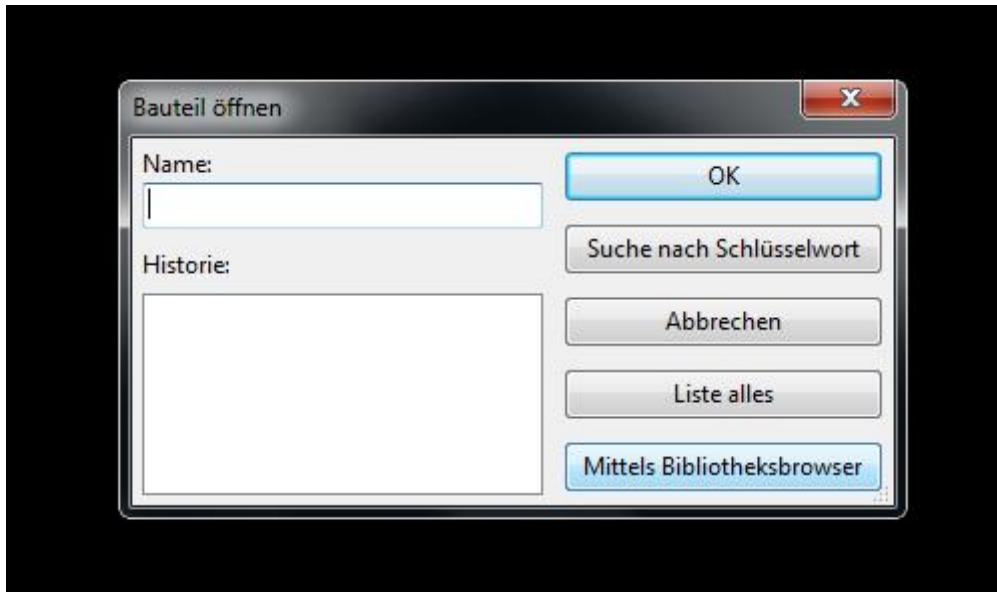 Bauteil öffnen
Name:
OK
Suche nach Schlüsselwort
Historie:
Abbrechen
Liste alles
Mittels Bibliotheksbrowser